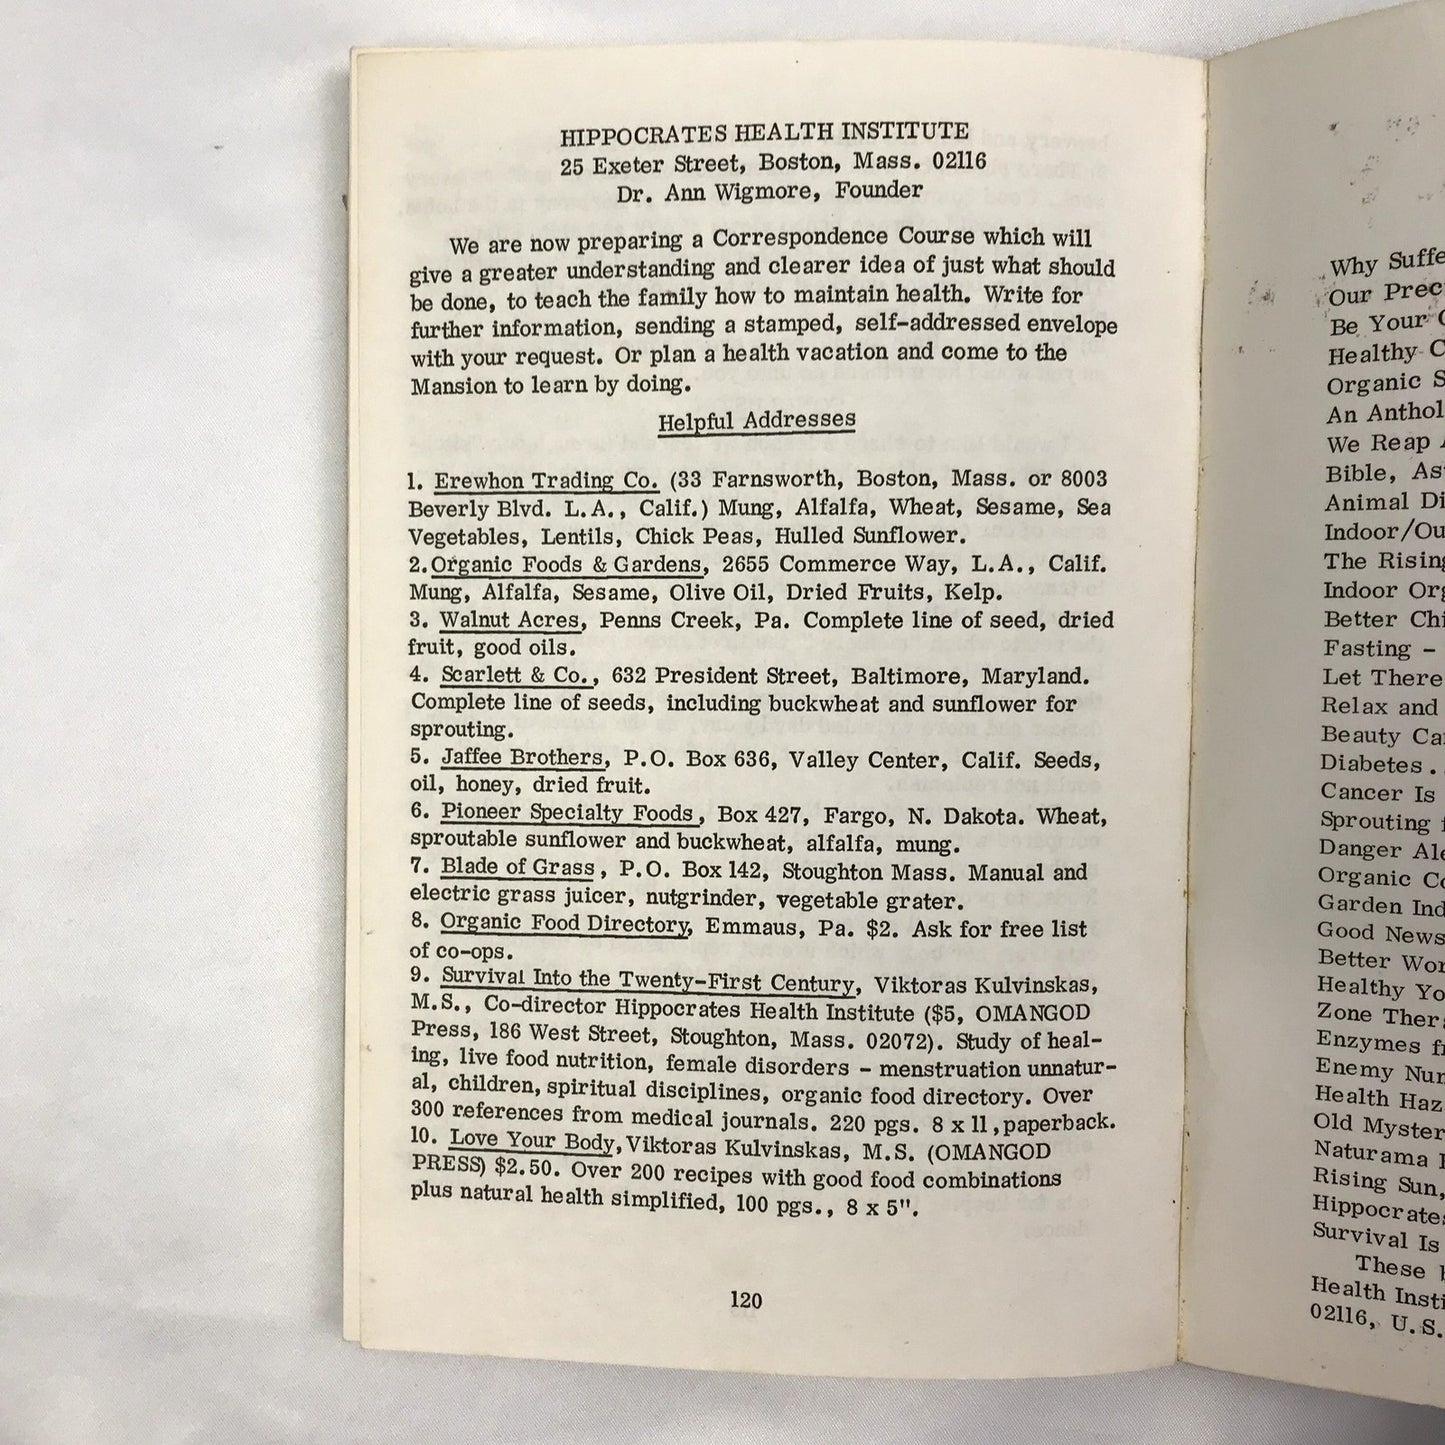 HIPPOCRATES HEALTH INSTITUTE
25 Exeter Street, Boston, Mass. 02116
Dr. Ann Wigmore, Founder
We are now preparing a Correspondence Course which will
give a greater understanding and clearer idea of just what should
be done, to teach the family how to maintain health. Write for
further information, sending a stamped, self-addressed envelope
with your request. Or plan a health vacation and come to the
Mansion to learn by doing.
Helpful Addresses
1. Erewhon Trading Co. (33 Farnsworth, Boston, Mass. or 8003
Beverly Blvd. L.A., Calif.) Mung, Alfalfa, Wheat, Sesame, Sea
Vegetables, Lentils, Chick Peas, Hulled Sunflower.
2. Organic Foods & Gardens, 2655 Commerce Way, L.A., Calif.
Mung, Alfalfa, Sesame, Olive Oil, Dried Fruits, Kelp.
3. Walnut Acres, Penns Creek, Pa. Complete line of seed, dried
fruit, good oils.
4. Scarlett & Co., 632 President Street, Baltimore, Maryland.
Complete line of seeds, including buckwheat and sunflower for
sprouting.
5. Jaffee Brothers, P.O. Box 636, Valley Center, Calif. Seeds,
oil, honey, dried fruit.
6. Pioneer Specialty Foods, Box 427, Fargo, N. Dakota. Wheat,
sproutable sunflower and buckwheat, alfalfa, mung.
7. Blade of Grass, P.O. Box 142, Stoughton Mass. Manual and
electric grass juicer, nutgrinder, vegetable grater.
8. Organic Food Directory, Emmaus, Pa. $2. Ask for free list
of co-ops.
9. Survival Into the Twenty-First Century, Viktoras Kulvinskas,
M.S., Co-director Hippocrates Health Institute ($5, OMANGOD
Press, 186 West Street, Stoughton, Mass. 02072). Study of heal-
ing, live food nutrition, female disorders - menstruation unnatur-
al, children, spiritual disciplines, organic food directory. Over
300 references from medical journals. 220 pgs. 8 x 11, paperback.
10. Love Your Body, Viktoras Kulvinskas, M.S. (OMANGOD
PRESS) $2.50. Over 200 recipes with good food combinations
plus natural health simplified, 100 pgs., 8 x 5".
120
Why
Our
Be Your
Healthy
Organic
An
We Reap
Bible,
Animal
Indoor/
The Rising
Indoor
Better
Fasting -
Let There
Relax and
Beauty
Diabetes .
Cancer Is
Sprouting
Danger
Organic
Garden
Good News
Better
Healthy
Zone
Enzymes
Enemy
Health
Old
Naturama
Rising Sun,
Survival Is
These
Health
02116, U.S.